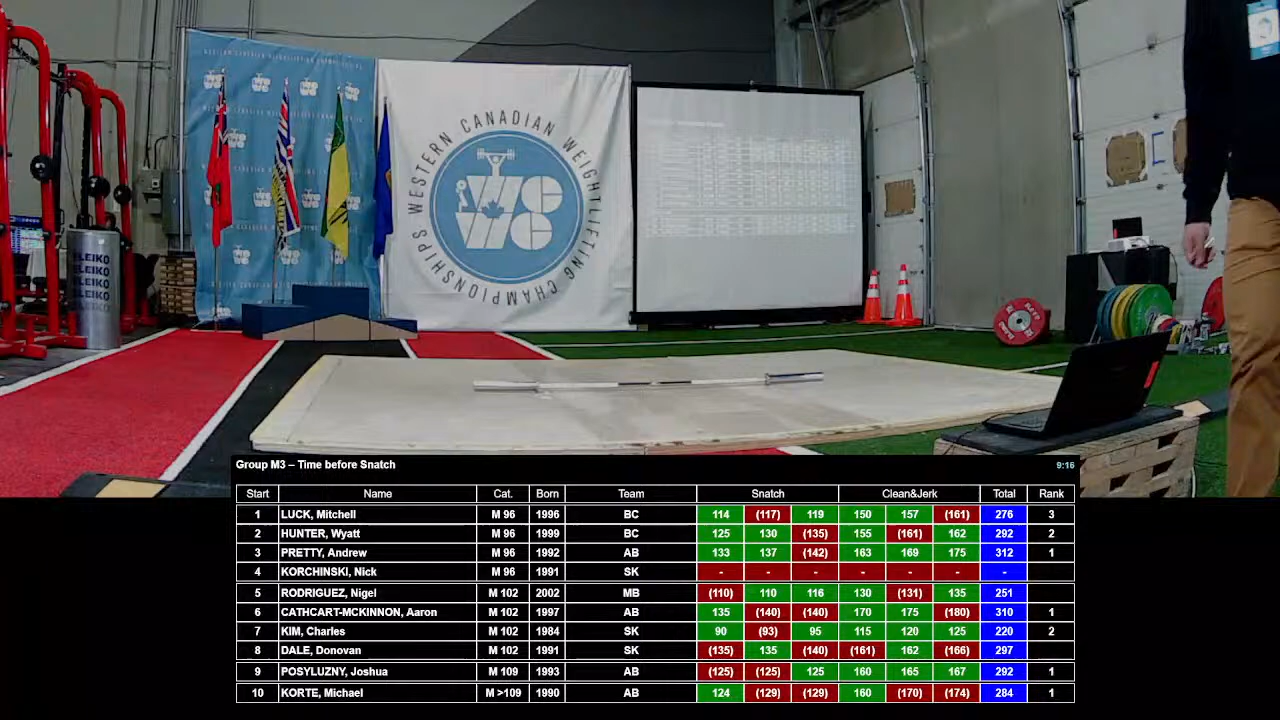 WESTERN CANADIAN WEIGHTLIFTING CHAMPIONSHIPS
WC
WC
ELEIKO
ELEIKO
ELEIKO
ELEIKO
Group M3 – Time before Snatch 9:16
Start Name Cat. Born Team Snatch Clean&Jerk Total Rank
1 LUCK, Mitchell M 96 1996 BC 114 (117) 119 150 157 (161) 276 3
2 HUNTER, Wyatt M 96 1999 BC 125 130 (135) 155 (161) 162 292 2
3 PRETTY, Andrew M 96 1992 AB 133 137 (142) 163 169 175 312 1
4 KORCHINSKI, Nick M 96 1991 SK - - - - - - -
5 RODRIGUEZ, Nigel M 102 2002 MB (110) 110 116 130 (131) 135 251
6 CATHCART-MCKINNON, Aaron M 102 1997 AB 135 (140) (140) 170 175 (180) 310 1
7 KIM, Charles M 102 1984 SK 90 (93) 95 115 120 125 220 2
8 DALE, Donovan M 102 1991 SK (135) 135 (140) (161) 162 (166) 297
9 POSYLUZNY, Joshua M 109 1993 AB (125) (125) 125 160 165 167 292 1
10 KORTE, Michael M >109 1990 AB 124 (129) (129) 160 (170) (174) 284 1